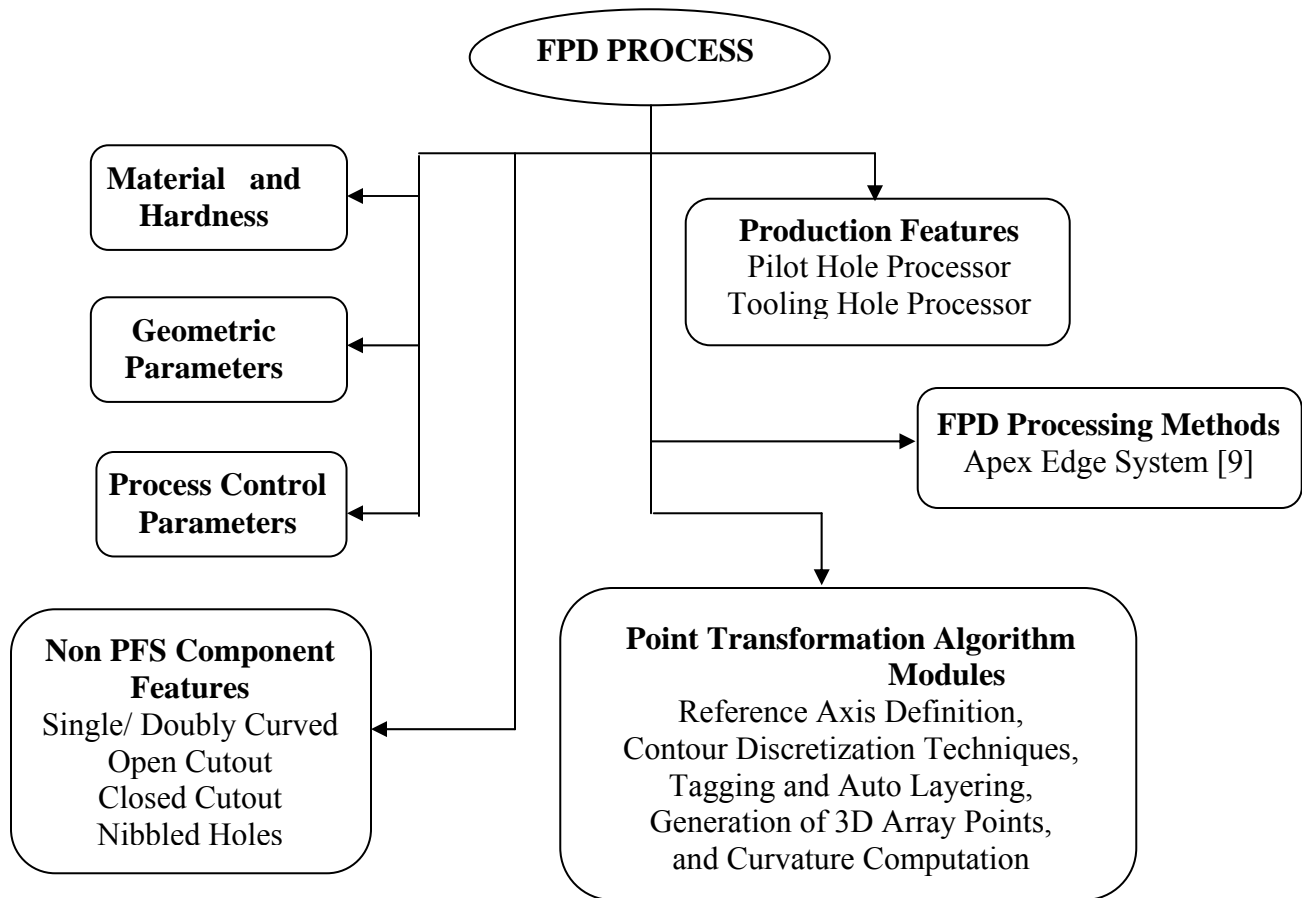 FPD PROCESS
Material and
Hardness
Geometric
Parameters
Process Control
Parameters
Non PFS Component
Features
Single/ Doubly Curved
Open Cutout
Closed Cutout
Nibbled Holes
Production Features
Pilot Hole Processor
Tooling Hole Processor
FPD Processing Methods
Apex Edge System [9]
Point Transformation Algorithm
Modules
Reference Axis Definition,
Contour Discretization Techniques,
Tagging and Auto Layering,
Generation of 3D Array Points,
and Curvature Computation